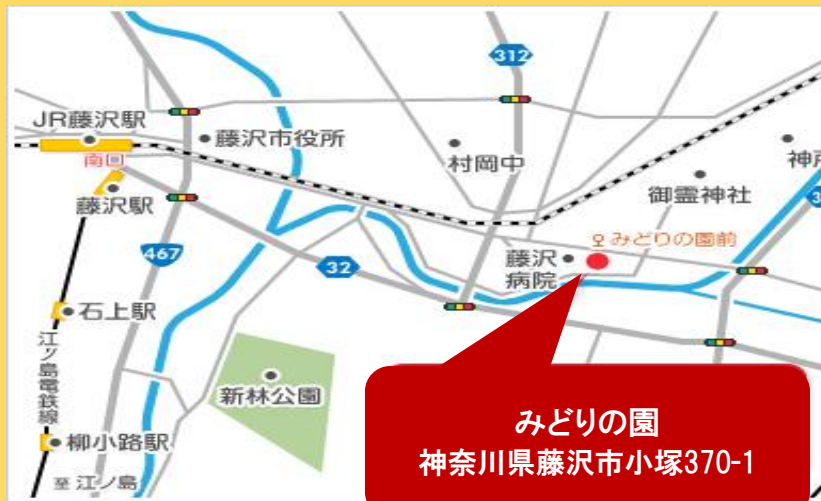 312
JR藤沢駅
南口
藤沢駅
藤沢市役所
村岡中
御霊神社
みどりの園前
藤沢
病院
467
32
石上駅
江ノ島電鉄線
新林公園
柳小路駅
至 江ノ島
みどりの園
神奈川県藤沢市小塚370-1